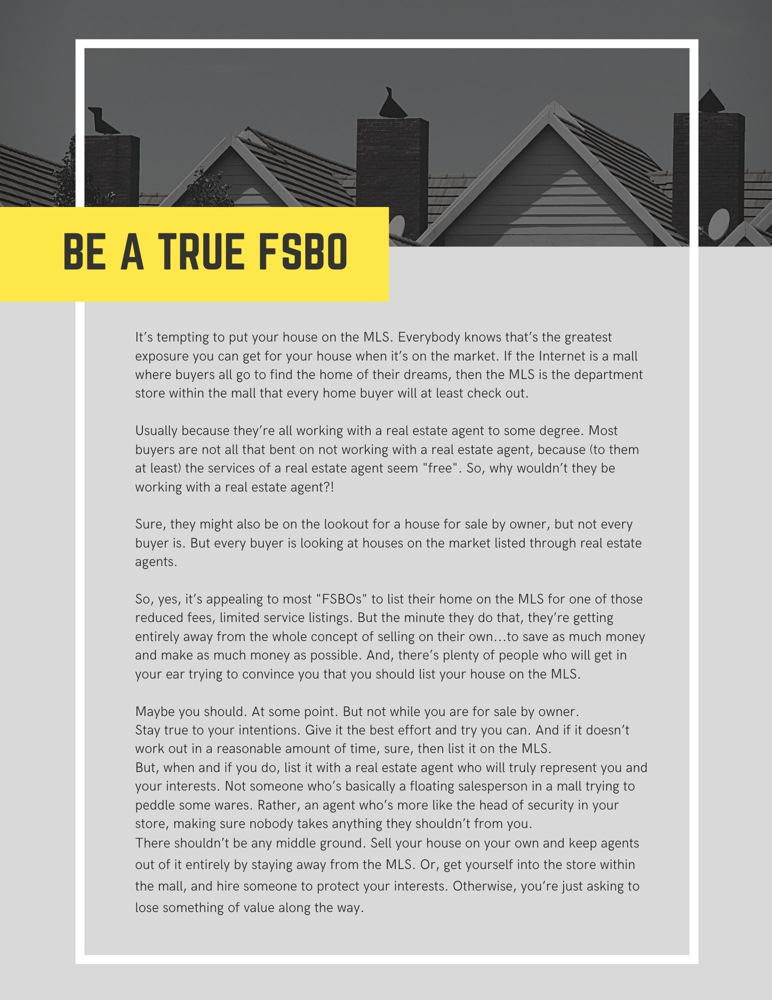 BE A TRUE FSBO
It’s tempting to put your house on the MLS. Everybody knows that’s the greatest
exposure you can get for your house when it’s on the market. If the Internet is a mall
where buyers all go to find the home of their dreams, then the MLS is the department
store within the mall that every home buyer will at least check out.
Usually because they’re all working with a real estate agent to some degree. Most
buyers are not all that bent on not working with a real estate agent, because (to them
at least) the services of a real estate agent seem "free". So, why wouldn’t they be
working with a real estate agent?!
Sure, they might also be on the lookout for a house for sale by owner, but not every
buyer is. But every buyer is looking at houses on the market listed through real estate
agents.
So, yes, it’s appealing to most "FSBOs" to list their home on the MLS for one of those
reduced fees, limited service listings. But the minute they do that, they’re getting
entirely away from the whole concept of selling on their own...to save as much money
and make as much money as possible. And, there’s plenty of people who will get in
your ear trying to convince you that you should list your house on the MLS.
Maybe you should. At some point. But not while you are for sale by owner.
Stay true to your intentions. Give it the best effort and try you can. And if it doesn’t
work out in a reasonable amount of time, sure, then list it on the MLS.
But, when and if you do, list it with a real estate agent who will truly represent you and
your interests. Not someone who’s basically a floating salesperson in a mall trying to
peddle some wares. Rather, an agent who’s more like the head of security in your
store, making sure nobody takes anything they shouldn’t from you.
There shouldn’t be any middle ground. Sell your house on your own and keep agents
out of it entirely by staying away from the MLS. Or, get yourself into the store within
the mall, and hire someone to protect your interests. Otherwise, you’re just asking to
lose something of value along the way.